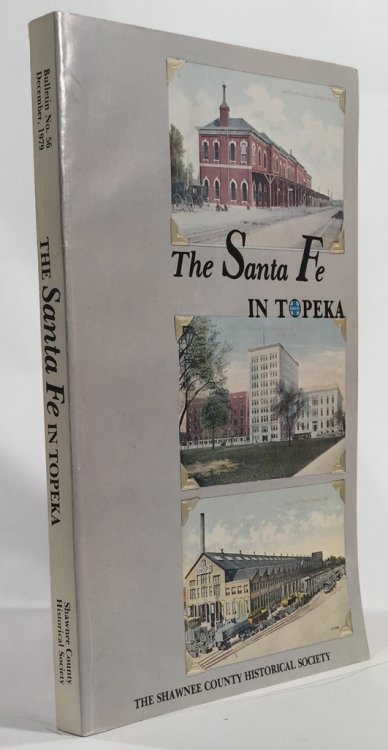 Bulletin No. 56
December, 1979
THE Santa Fe IN TOPEKA
Shawnee County
Historical Society
The Santa Fe
IN TOPEKA
THE SHAWNEE COUNTY HISTORICAL SOCIETY